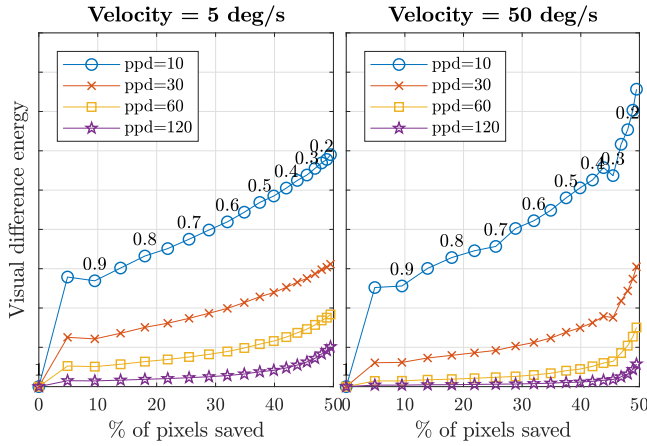 Velocity = 5 deg/s
Velocity = 50 deg/s
Visual difference energy
ppd=10
ppd=30
ppd=60
ppd=120
0.9
0.8
0.7
0.6
0.5
0.4
0.3
0.2
0
10
20
30
40
50
% of pixels saved
ppd=10
ppd=30
ppd=60
ppd=120
0.9
0.8
0.7
0.6
0.5
0.4
0.3
0.2
0
10
20
30
40
50
% of pixels saved